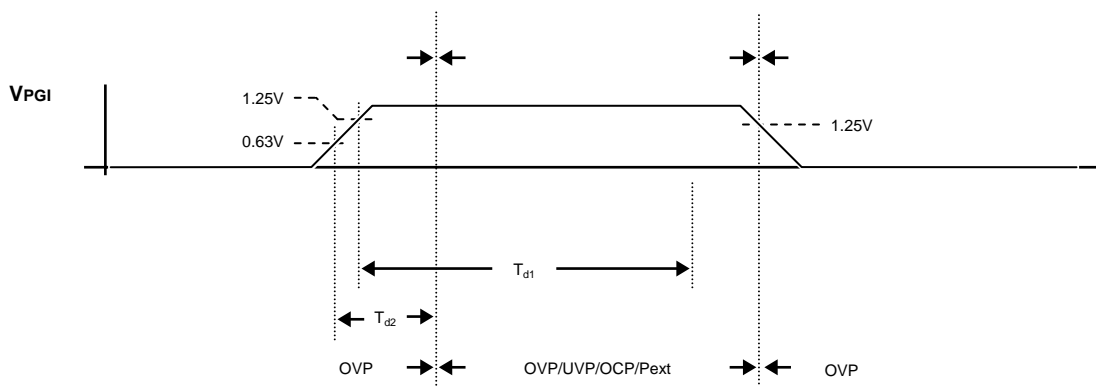 VPGI
1.25V
0.63V
1.25V
Td1
Td2
OVP
OVP/UVP/OCP/Pext
OVP